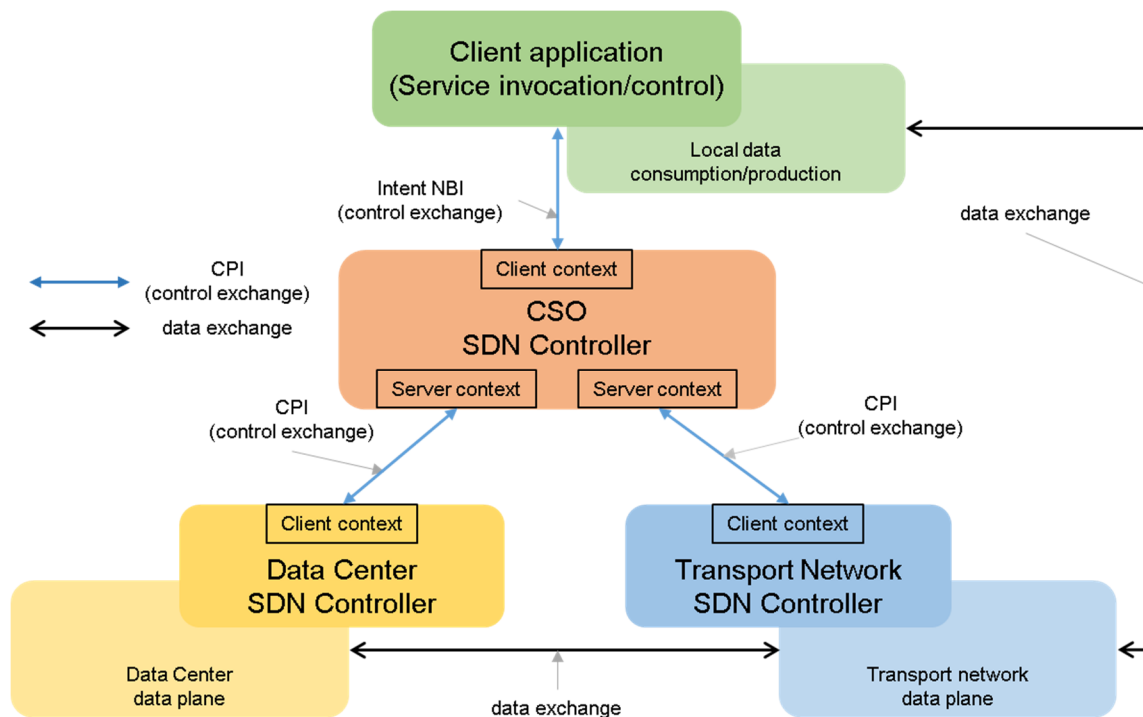 Client application
(Service invocation/control)
Local data
consumption/production
Intent NBI
(control exchange)
data exchange
Client context
CPI
(control exchange)
data exchange
CSO
SDN Controller
Server context
Server context
CPI
(control exchange)
CPI
(control exchange)
Client context
Client context
Data Center
SDN Controller
Transport Network
SDN Controller
Data Center
data plane
Transport network
data plane
data exchange